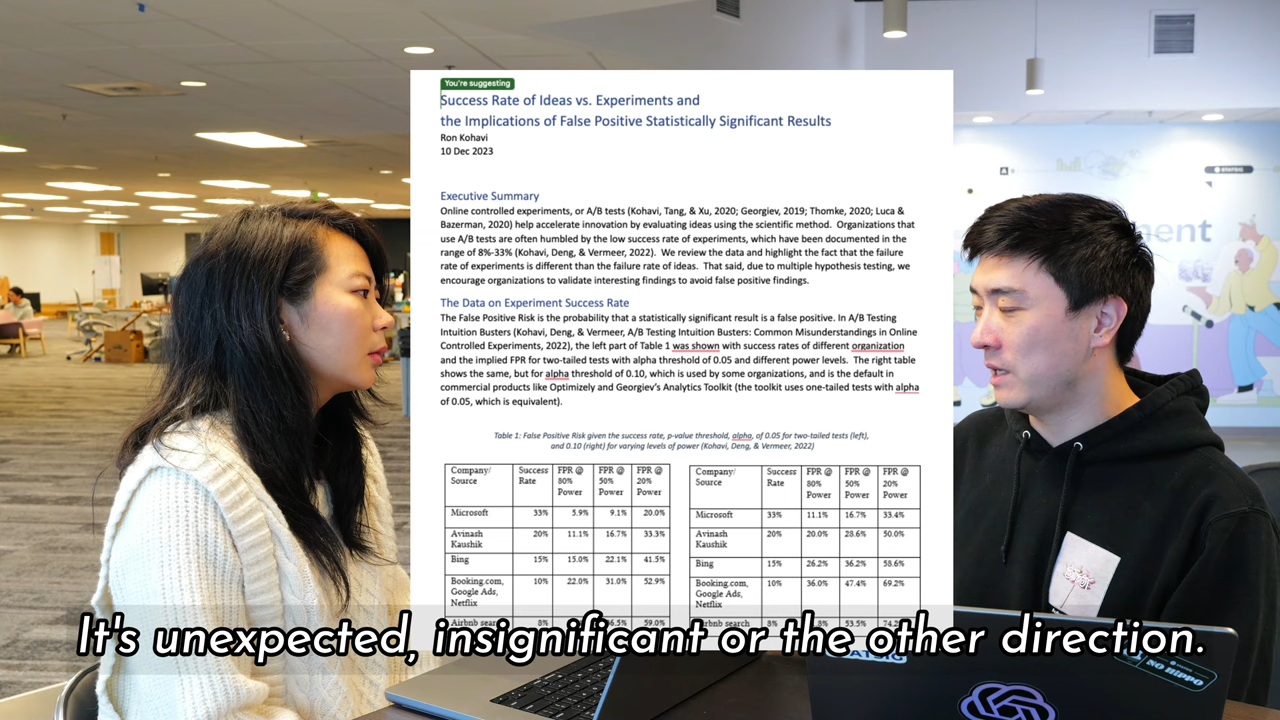 You're suggesting
Success Rate of Ideas vs. Experiments and
the Implications of False Positive Statistically Significant Results
Ron Kohavi
10 Dec 2023
Executive Summary
Online controlled experiments, or A/B tests (Kohavi, Tang, & Xu, 2020; Georgiev, 2019; Thomke, 2020; Luca &
Bazerman, 2020) help accelerate innovation by evaluating ideas using the scientific method. Organizations that
use A/B tests are often humbled by the low success rate of experiments, which have been documented in the
range of 8%-33% (Kohavi, Deng, & Vermeer, 2022). We review the data and highlight the fact that the failure
rate of experiments is different than the failure rate of ideas. That said, due to multiple hypothesis testing, we
encourage organizations to validate interesting findings to avoid false positive findings.
The Data on Experiment Success Rate
The False Positive Risk is the probability that a statistically significant result is a false positive. In A/B Testing
Intuition Busters (Kohavi, Deng, & Vermeer, A/B Testing Intuition Busters: Common Misunderstandings in Online
Controlled Experiments, 2022), the left part of Table 1 was shown with success rates of different organization
and the implied FPR for two-tailed tests with alpha threshold of 0.05 and different power levels. The right table
shows the same, but for alpha threshold of 0.10, which is used by some organizations, and is the default in
commercial products like Optimizely and Georgiev's Analytics Toolkit (the toolkit uses one-tailed tests with alpha
of 0.05, which is equivalent).
Table 1: False Positive Risk given the success rate, p-value threshold, alpha, of 0.05 for two-tailed tests (left),
and 0.10 (right) for varying levels of power (Kohavi, Deng, & Vermeer, 2022)
Company/ Success FPR @ FPR @ FPR @
Source Rate 80% 50% 20%
Power Power Power
Microsoft 33% 5.9% 9.1% 20.0%
Avinash 20% 11.1% 16.7% 33.3%
Kaushik
Bing 15% 15.0% 22.1% 41.5%
Booking.com, 10% 22.0% 31.0% 52.9%
Google Ads,
Netflix
Airbnb search 8% 59.0%
Company/ Success FPR @ FPR @ FPR @
Source Rate 80% 50% 20%
Power Power Power
Microsoft 33% 11.1% 16.7% 33.4%
Avinash 20% 20.0% 28.6% 50.0%
Kaushik
Bing 15% 26.2% 36.2% 58.6%
Booking.com, 10% 36.0% 47.4% 69.2%
Google Ads,
Netflix
Airbnb search 8% 53.5%
It's unexpected, insignificant or the other direction.
NO HiPPO